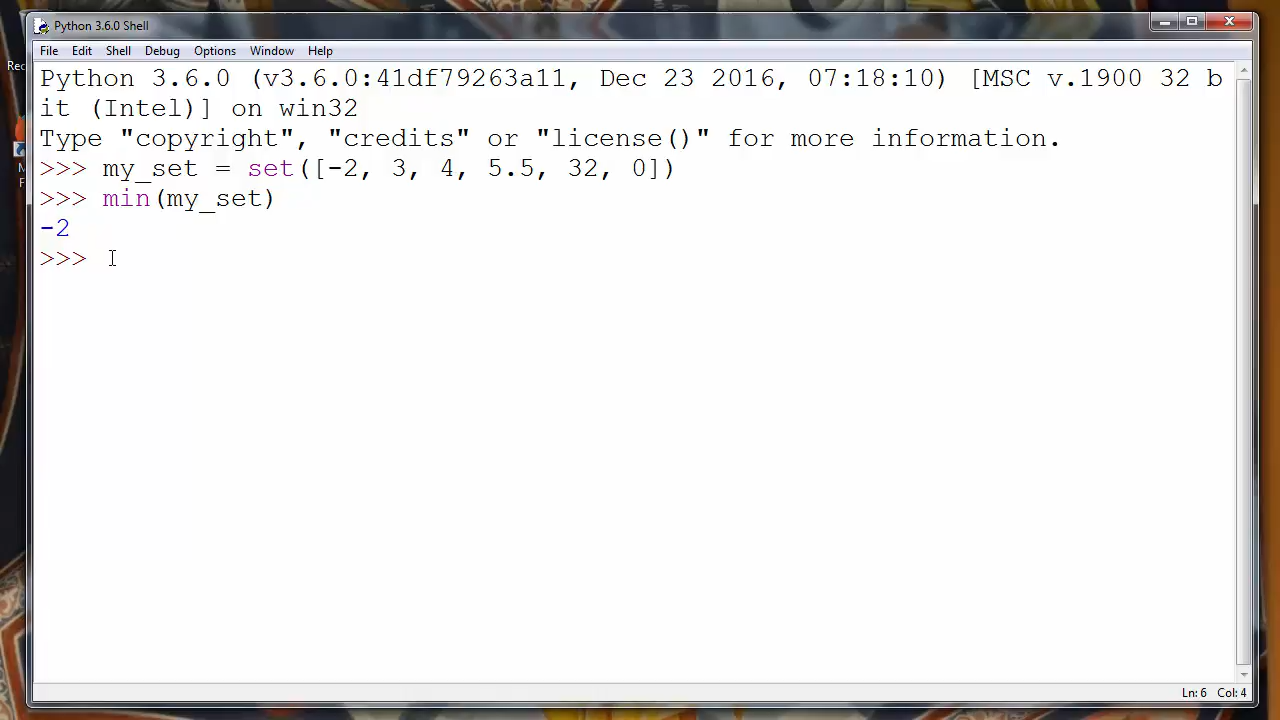 Rec
Python 3.6.0 Shell
File Edit Shell Debug Options Window Help
Python 3.6.0 (v3.6.0:41df79263a11, Dec 23 2016, 07:18:10) [MSC v.1900 32 b
it (Intel)] on win32
Type "copyright", "credits" or "license()" for more information.
>>> my_set = set([-2, 3, 4, 5.5, 32, 0])
>>> min(my_set)
-2
>>>
Ln: 6 Col: 4